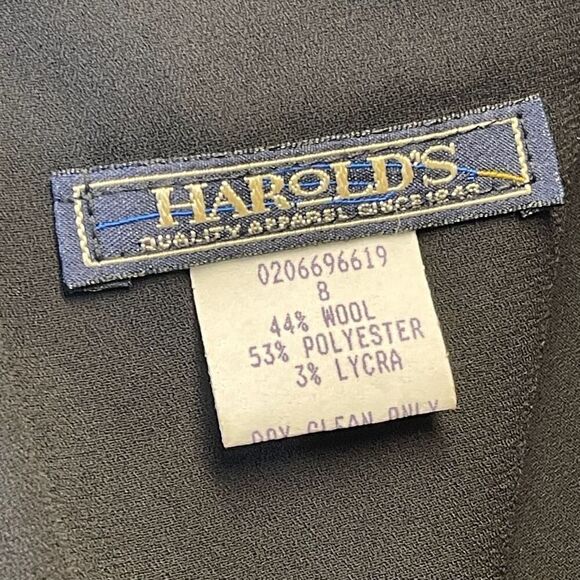 HAROLD'S
QUALITY & APPAREL SINCE 1948
0206696619
8
44% WOOL
53% POLYESTER
3% LYCRA
DRY CLEAN ONLY